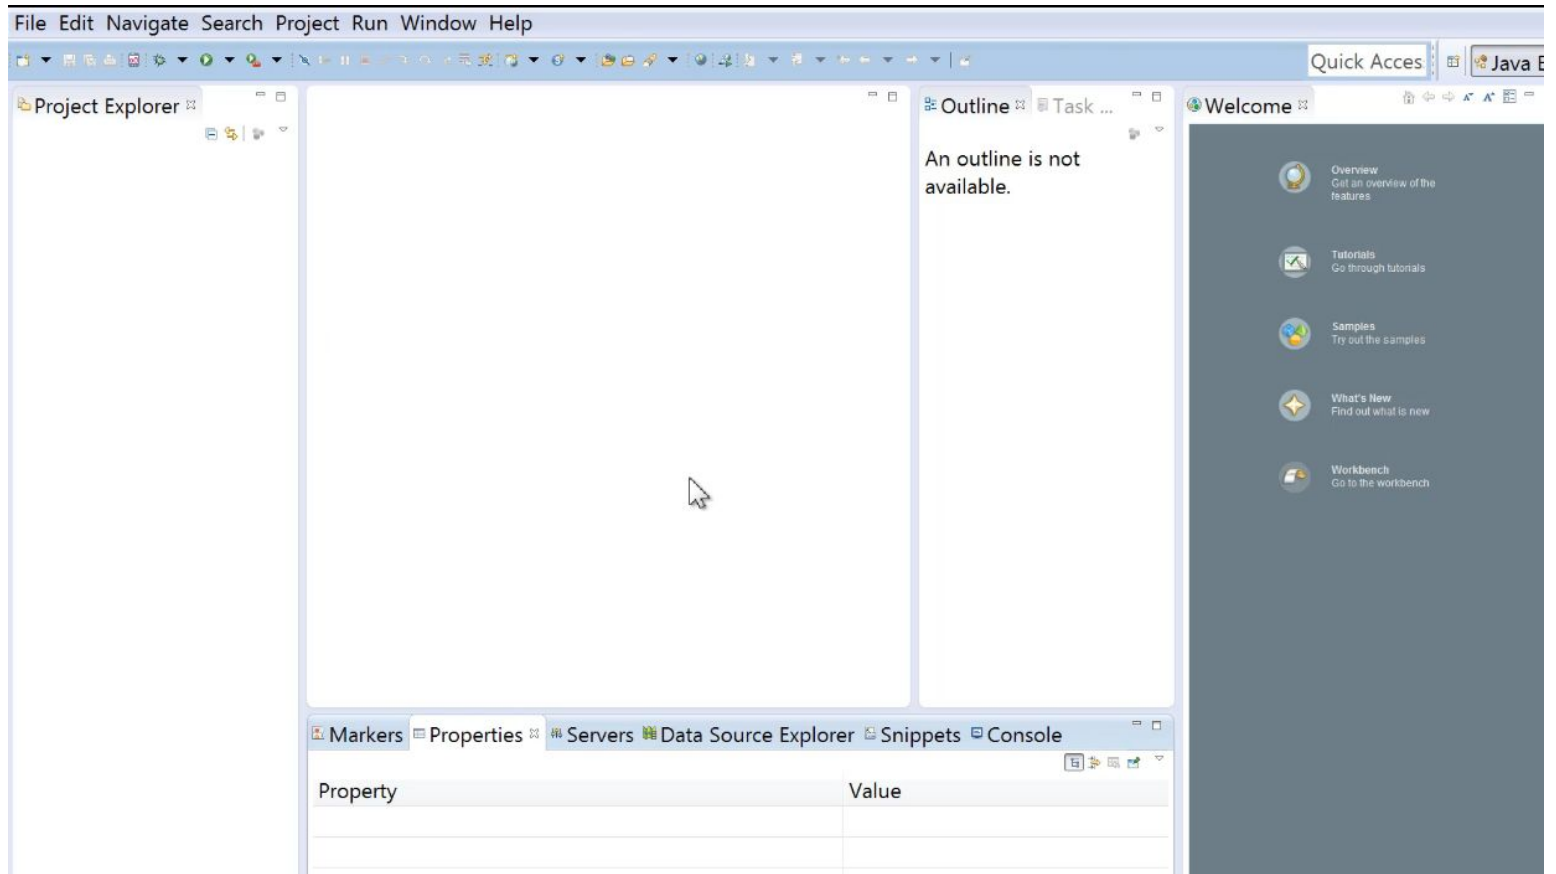 File Edit Navigate Search Project Run Window Help
Quick Acces
Java E
Project Explorer
Outline
Task ...
An outline is not
available.
Welcome
Overview
Get an overview of the
features
Tutorials
Go through tutorials
Samples
Try out the samples
What's New
Find out what is new
Workbench
Go to the workbench
Markers Properties Servers Data Source Explorer Snippets Console
Property Value